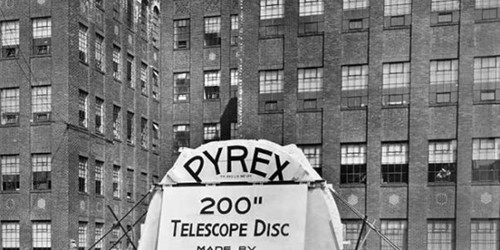 PYREX
200"
TELESCOPE DISC
MADE BY